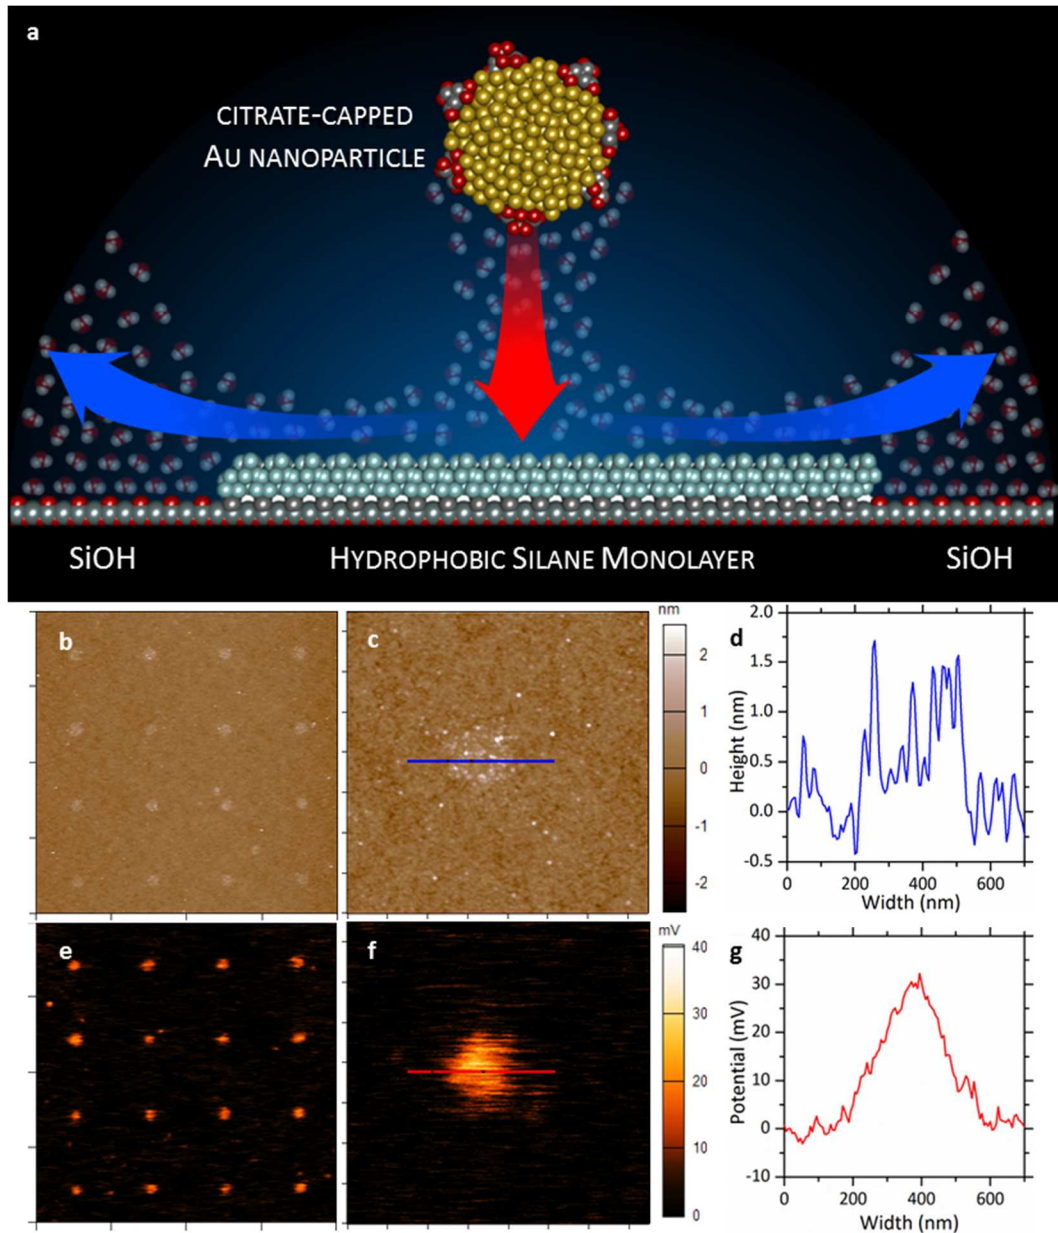 a
CITRATE-CAPPED
AU NANOPARTICLE
SiOH
HYDROPHOBIC SILANE MONOLAYER
SiOH
b
c
nm
2
1
0
-1
-2
d
2.0
1.5
1.0
0.5
0.0
-0.5
Height (nm)
0
200
400
600
Width (nm)
e
f
mV
40
30
20
10
0
g
40
30
20
10
0
-10
Potential (mV)
0
200
400
600
Width (nm)